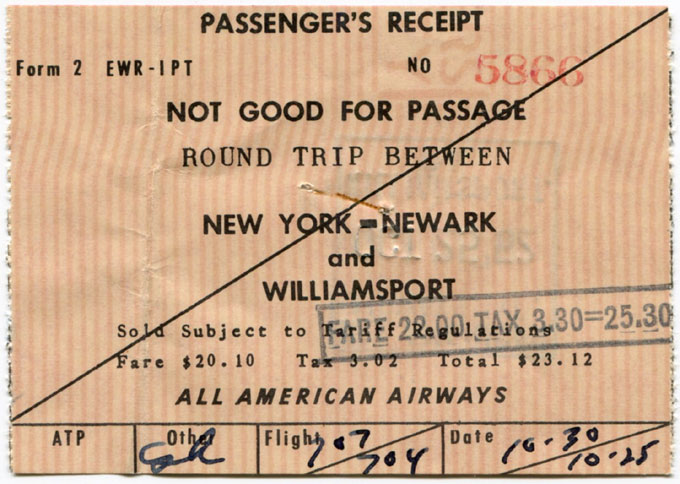 PASSENGER'S RECEIPT
Form 2 EWR-IPT NO 5866
NOT GOOD FOR PASSAGE
ROUND TRIP BETWEEN
NEW YORK = NEWARK
and
WILLIAMSPORT
FARE 22.00 TAX 3.30=25.30
Sold Subject to Tariff Regulations
Fare $20.10 Tax 3.02 Total $23.12
ALL AMERICAN AIRWAYS
ATP Other Flight 707 Date 10-30
704 10-25